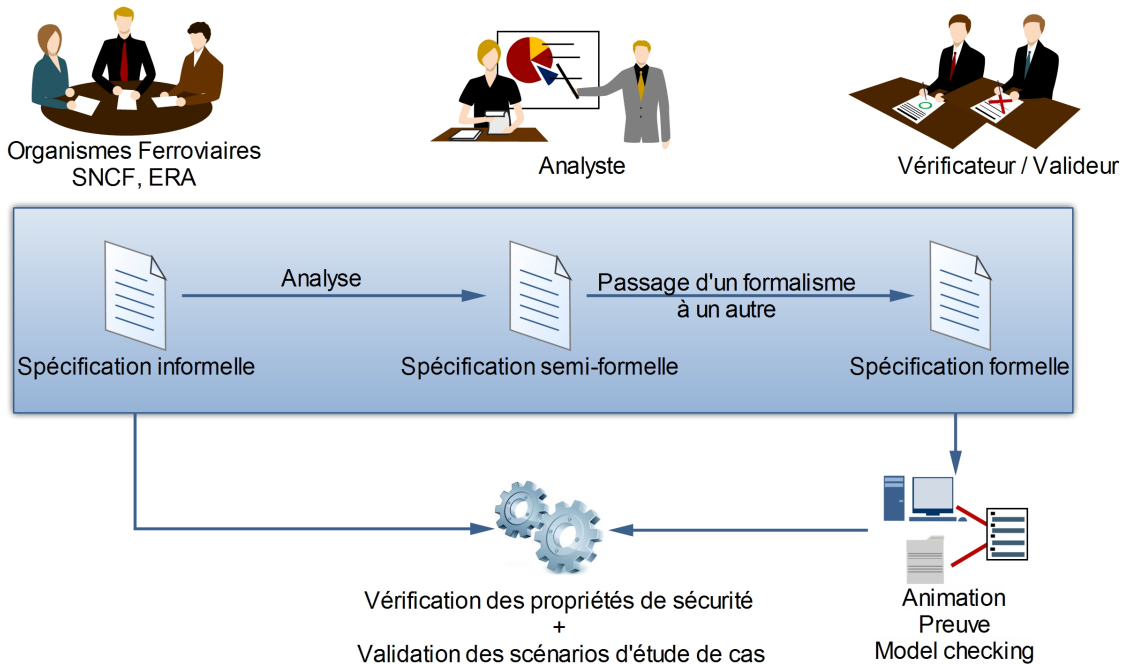 Organismes Ferroviaires
SNCF, ERA
Analyste
Vérificateur / Valideur
Analyse
Passage d'un formalisme
à un autre
Spécification informelle
Spécification semi-formelle
Spécification formelle
Vérification des propriétés de sécurité
+
Validation des scénarios d'étude de cas
Animation
Preuve
Model checking